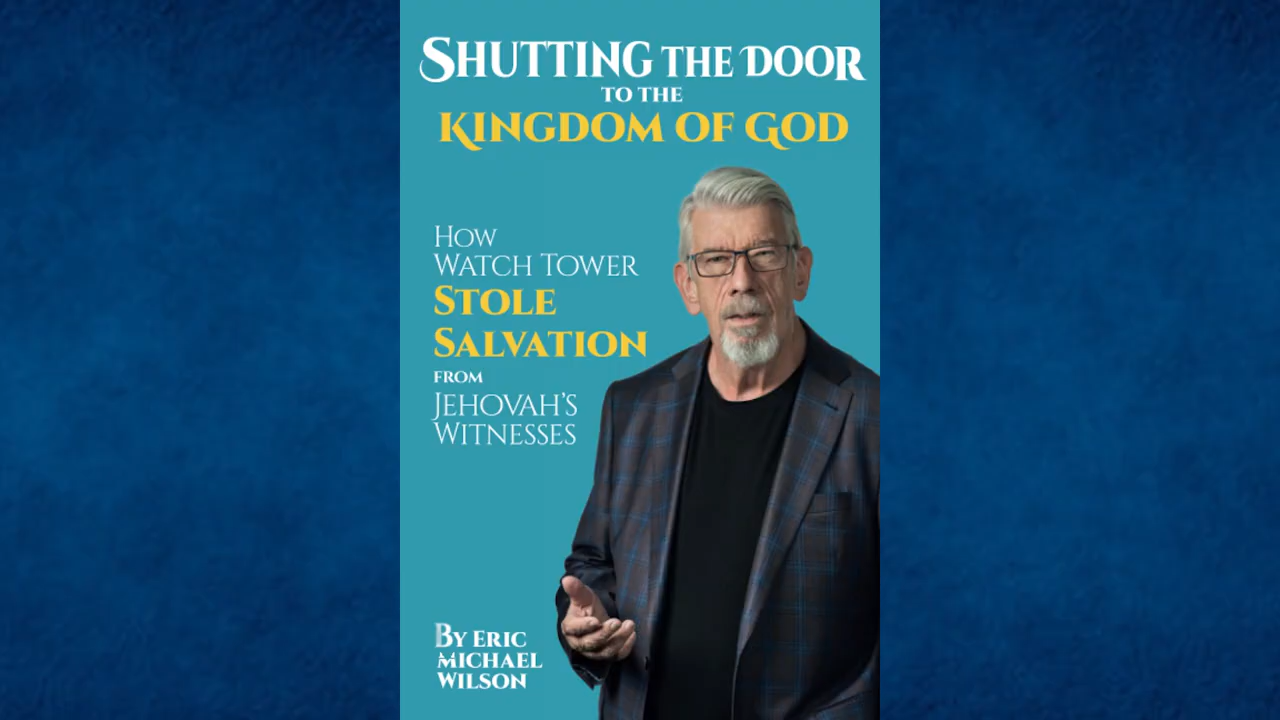 SHUTTING THE DOOR
TO THE
KINGDOM OF GOD
HOW
WATCH TOWER
STOLE
SALVATION
FROM
JEHOVAH'S
WITNESSES
BY ERIC
MICHAEL
WILSON